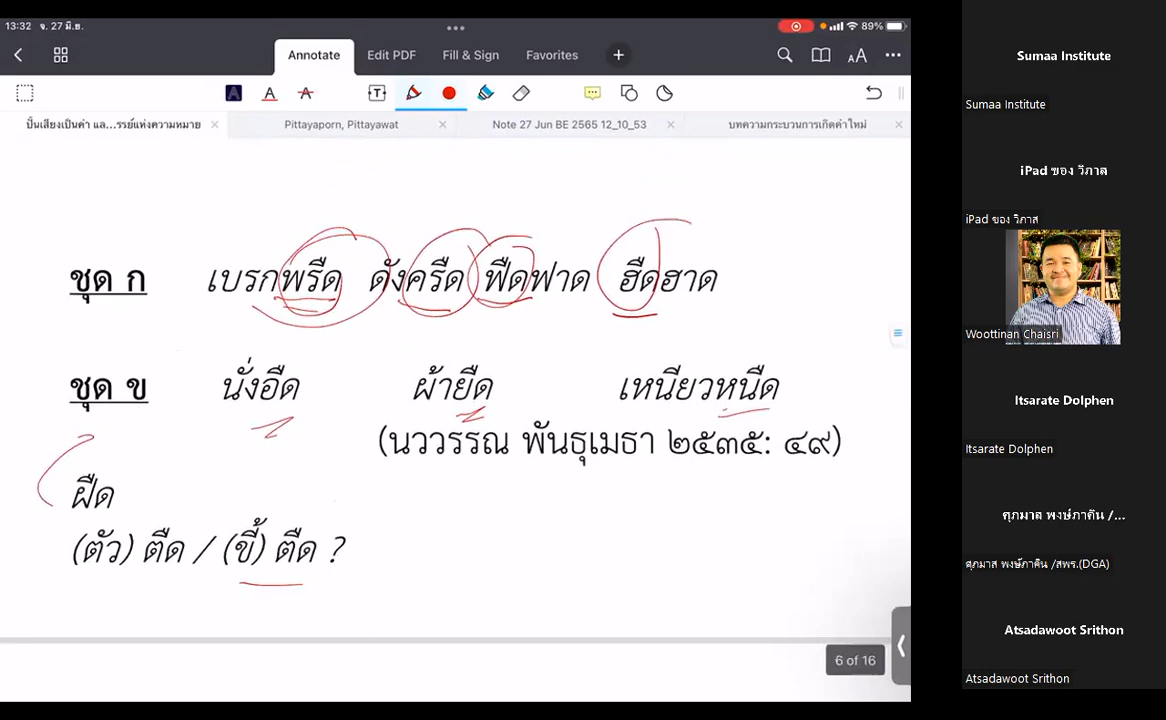 13:32 จ. 27 มิ.ย.
89%
Annotate Edit PDF Fill & Sign Favorites
ปั้นเสียงเป็นคำ แล...รรย์แห่งความหมาย
Pittayaporn, Pittayawat
Note 27 Jun BE 2565 12_10_53
บทความกระบวนการเกิดคำใหม่
ชุด ก เบรกพรืด ดังครืด ฟืดฟาด ฮืดฮาด
ชุด ข นั่งอืด ผ้ายืด เหนียวหนืด
(นววรรณ พันธุเมธา ๒๕๓๕: ๔๙)
ฝืด
(ตัว) ตืด / (ขี้) ตืด ?
6 of 16
Sumaa Institute
Sumaa Institute
iPad ของ วิภาส
iPad ของ วิภาส
Woottinan Chaisri
Itsarate Dolphen
Itsarate Dolphen
ศุภมาส พงษ์ภาคิน /...
ศุภมาส พงษ์ภาคิน /สพร.(DGA)
Atsadawoot Srithon
Atsadawoot Srithon